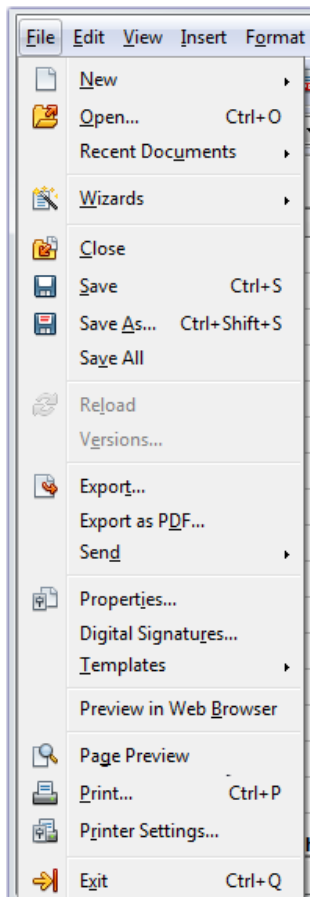 File Edit View Insert Format
New
Open... Ctrl+O
Recent Documents
Wizards
Close
Save Ctrl+S
Save As... Ctrl+Shift+S
Save All
Reload
Versions...
Export...
Export as PDF...
Send
Properties...
Digital Signatures...
Templates
Preview in Web Browser
Page Preview
Print... Ctrl+P
Printer Settings...
Exit Ctrl+Q